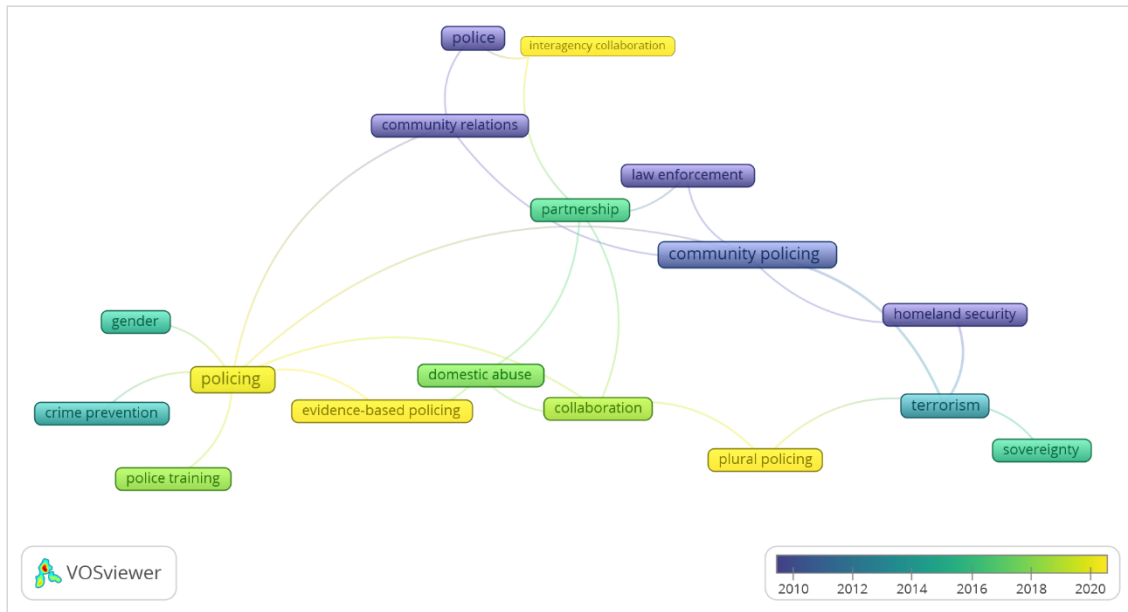 police
interagency collaboration
community relations
law enforcement
partnership
community policing
homeland security
gender
policing
domestic abuse
crime prevention
evidence-based policing
collaboration
terrorism
sovereignty
plural policing
police training
VOSviewer
2010 2012 2014 2016 2018 2020